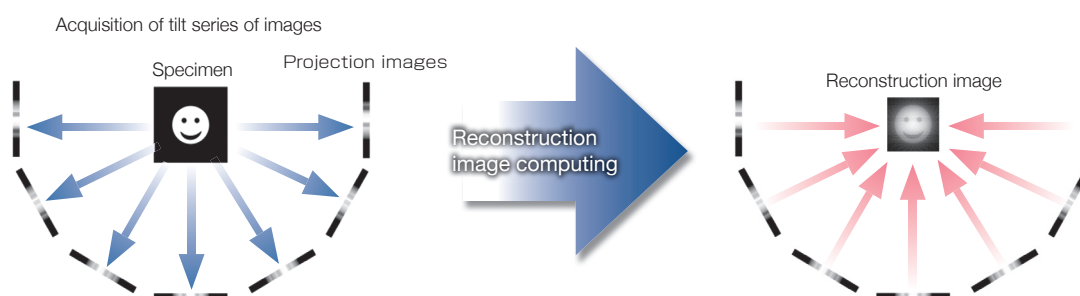 Acquisition of tilt series of images
Specimen
Projection images
Reconstruction
image computing
Reconstruction image